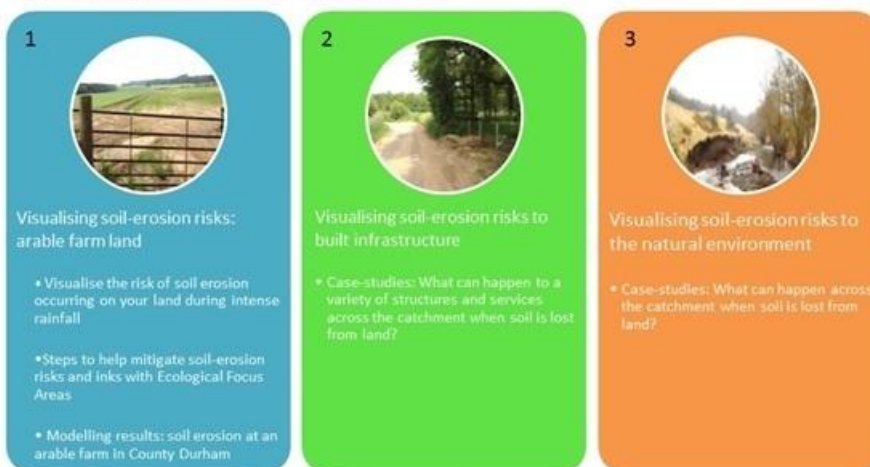 1
Visualising soil-erosion risks:
arable farm land
• Visualise the risk of soil erosion
occurring on your land during intense
rainfall
•Steps to help mitigate soil-erosion
risks and inks with Ecological Focus
Areas
• Modelling results: soil erosion at an
arable farm in County Durham
2
Visualising soil-erosion risks to
built infrastructure
• Case-studies: What can happen to a
variety of structures and services
across the catchment when soil is lost
from land?
3
Visualising soil-erosion risks to
the natural environment
• Case-studies: What can happen across
the catchment when soil is lost from
land?